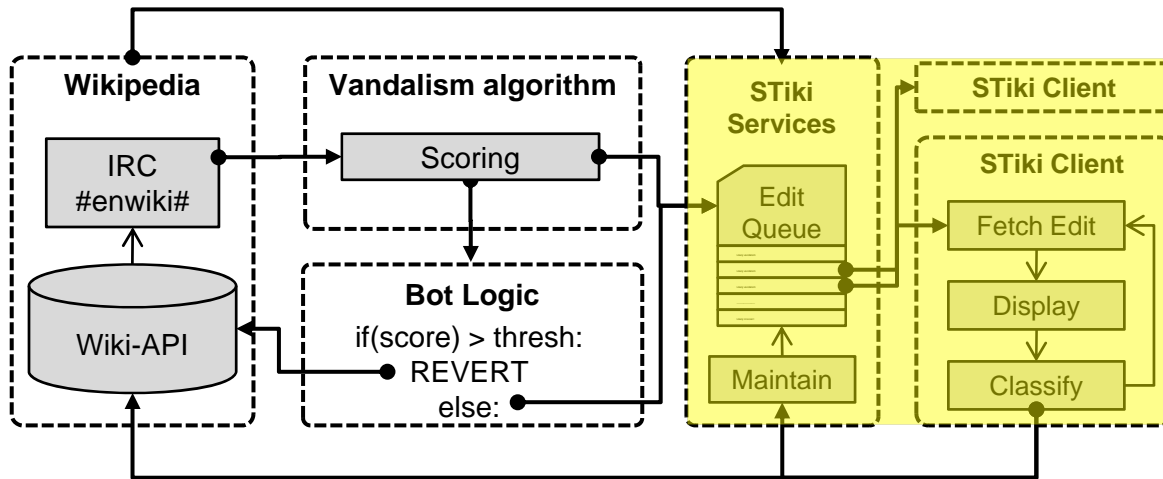 Wikipedia
IRC
#enwiki#
Wiki-API
Vandalism algorithm
Scoring
Bot Logic
if(score) > thresh:
REVERT
else:
STiki
Services
Edit
Queue
Maintain
STiki Client
STiki Client
Fetch Edit
Display
Classify